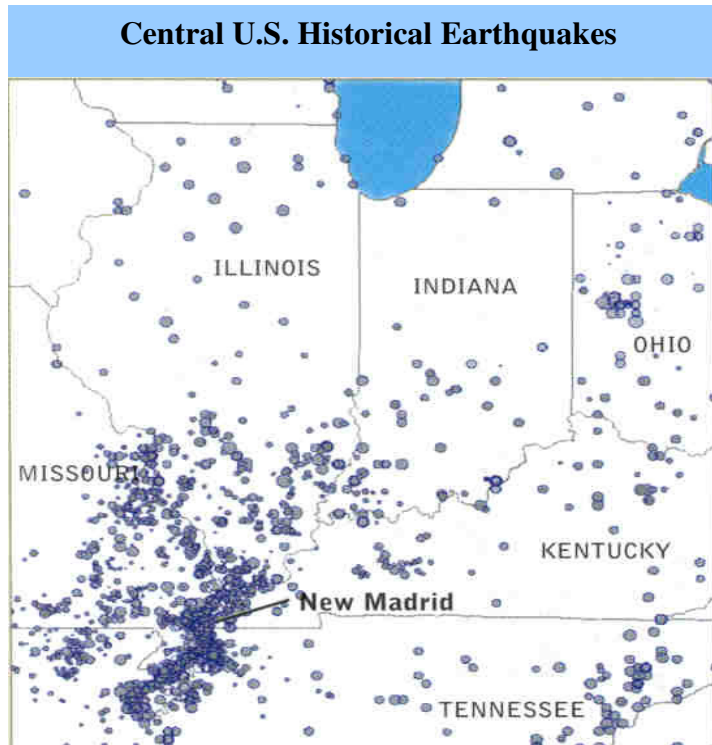 Central U.S. Historical Earthquakes
ILLINOIS
INDIANA
OHIO
MISSOURI
KENTUCKY
New Madrid
TENNESSEE